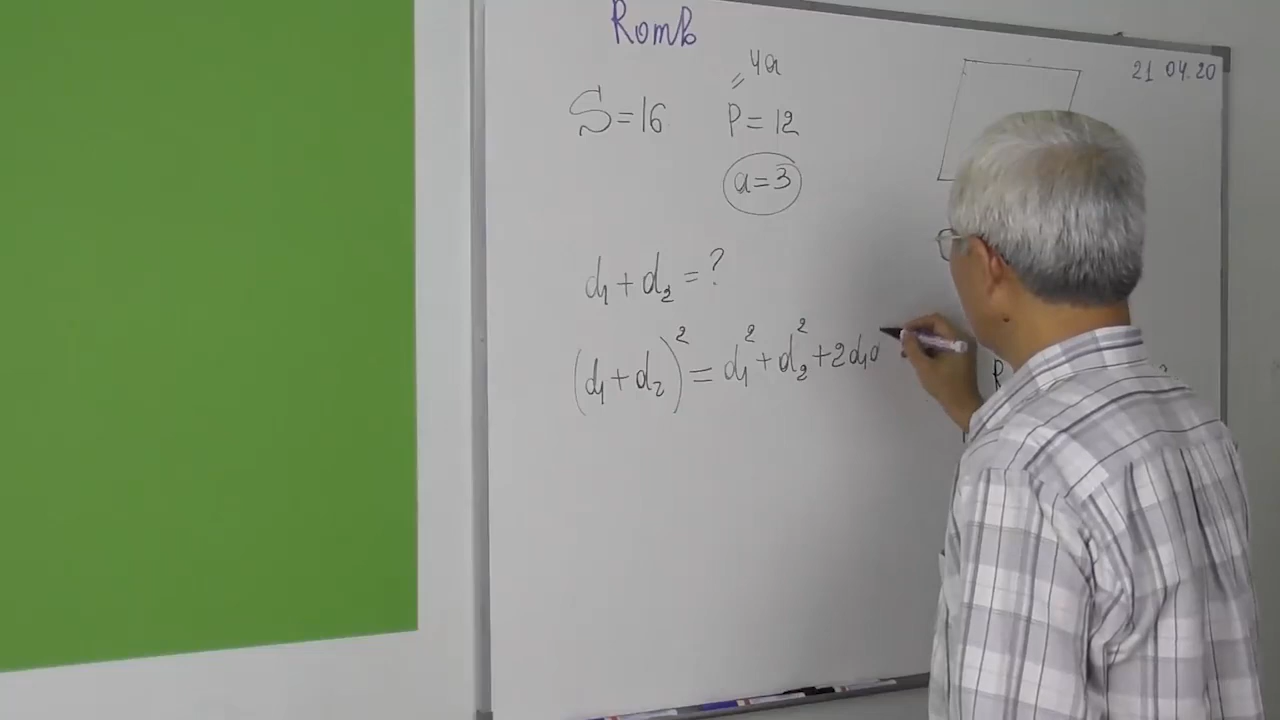 Romb
21 04.20
= 4a
S = 16 P = 12
a = 3
d₁ + d₂ = ?
(d₁ + d₂)² = d₁² + d₂² + 2d₁d